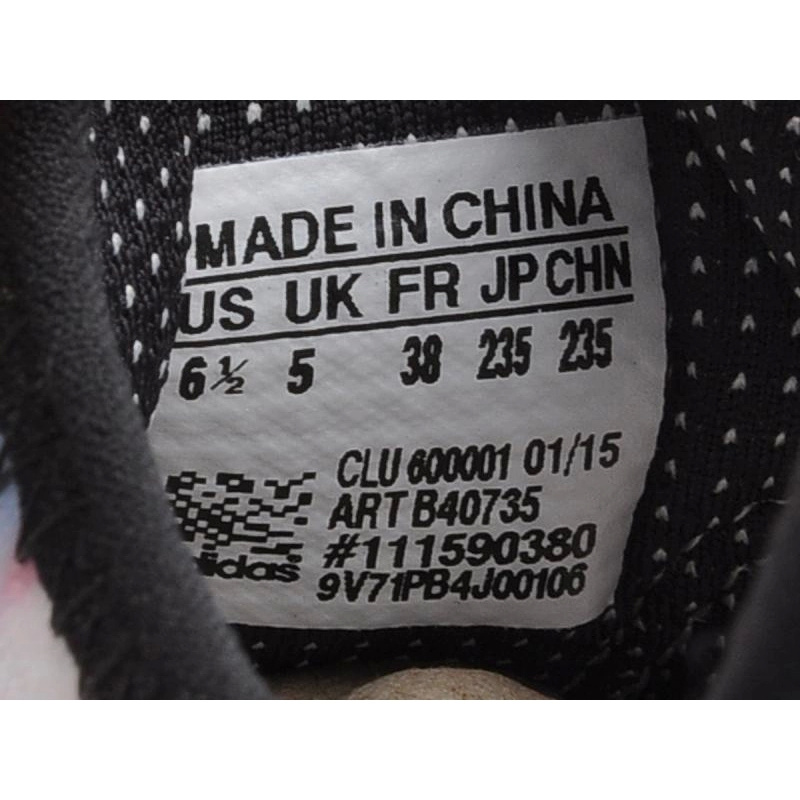 MADE IN CHINA
US UK FR JP CHN
6½ 5 38 235 235
CLU 600001 01/15
ART B40735
#111590380
adidas
9V71PB4J00106